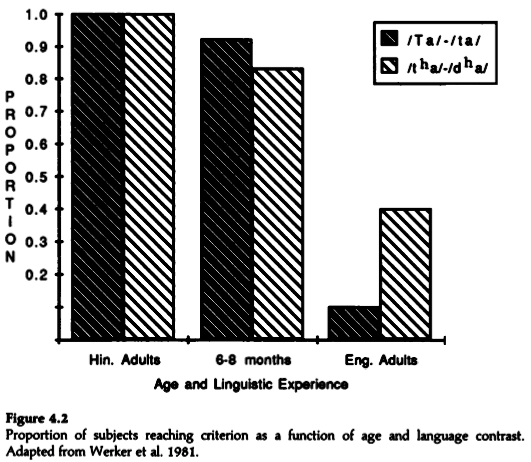 1.0
0.9
0.8
0.7
0.6
0.5
0.4
0.3
0.2
PROPORTION
/Ta/-/ta/
/tha/-/dha/
Hin. Adults 6-8 months Eng. Adults
Age and Linguistic Experience
Figure 4.2
Proportion of subjects reaching criterion as a function of age and language contrast.
Adapted from Werker et al. 1981.